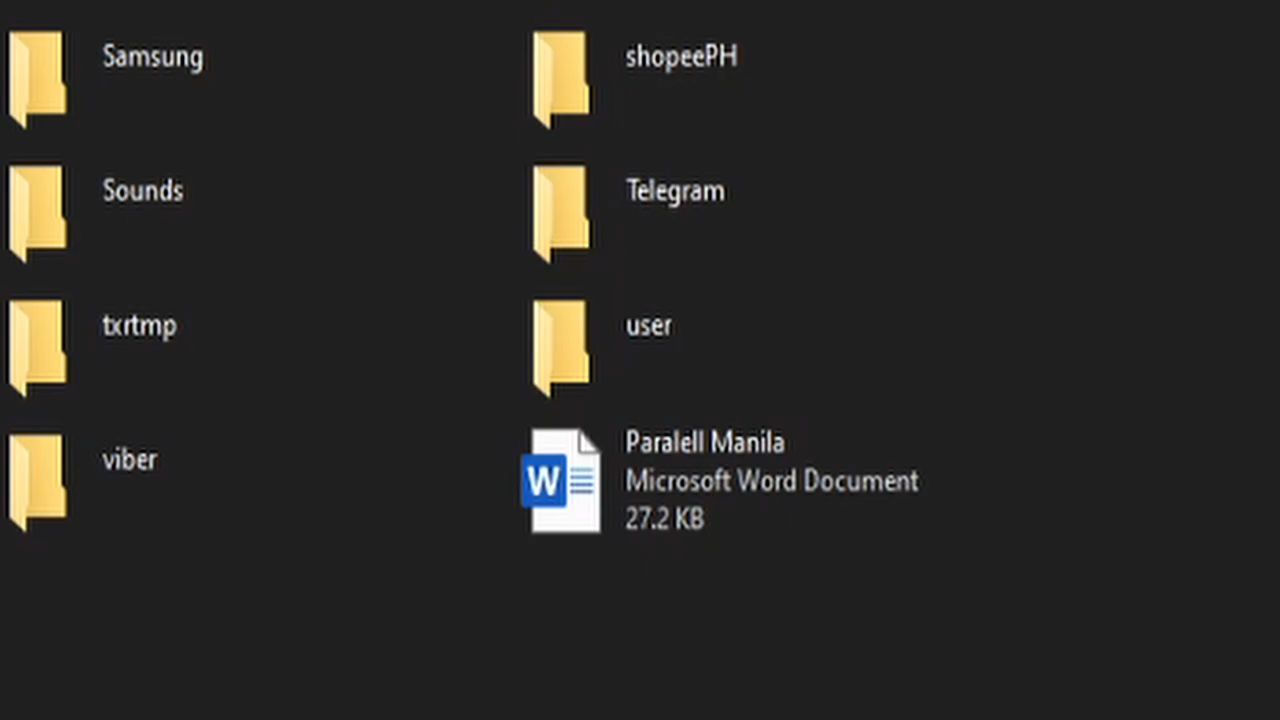 Samsung
shopeePH
Sounds
Telegram
txrtmp
user
viber
Paralell Manila
Microsoft Word Document
27.2 KB
W